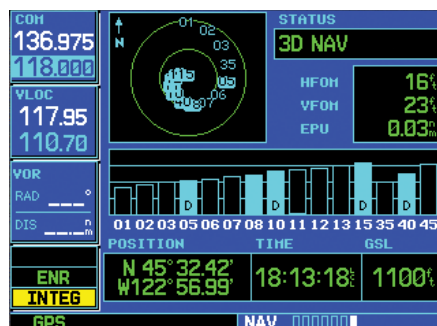 COM
136.975
118.000
VLOC
117.95
110.70
VOR
RAD ___°
DIS __._ nm
ENR
INTEG
GPS
N
01
02
03
35
05
06
07
STATUS
3D NAV
HFOM 16ft
VFOM 23ft
EPU 0.03nm
D D D D
01 02 03 05 06 07 08 10 11 12 13 15 35 40 45
POSITION TIME GSL
N 45°32.42' 18:13:18 1100ft
W122°56.99'
NAV